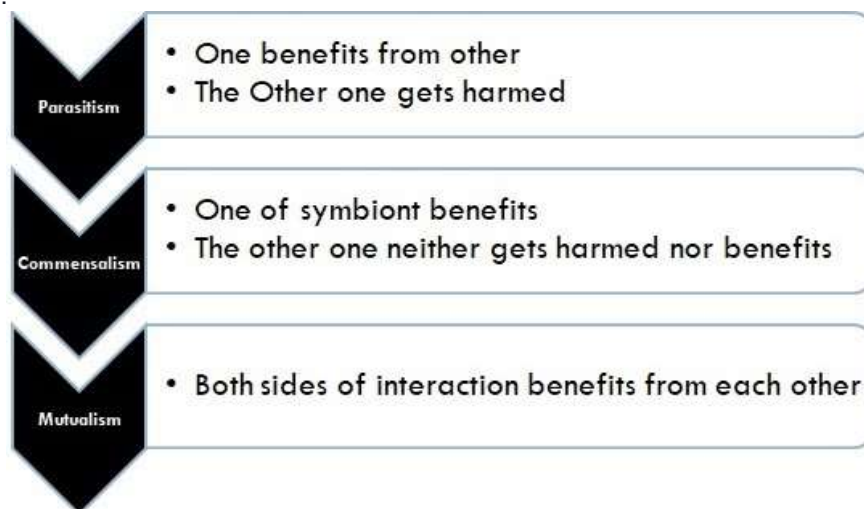 .
Parasitism
• One benefits from other
• The Other one gets harmed
Commensalism
• One of symbiont benefits
• The other one neither gets harmed nor benefits
Mutualism
• Both sides of interaction benefits from each other